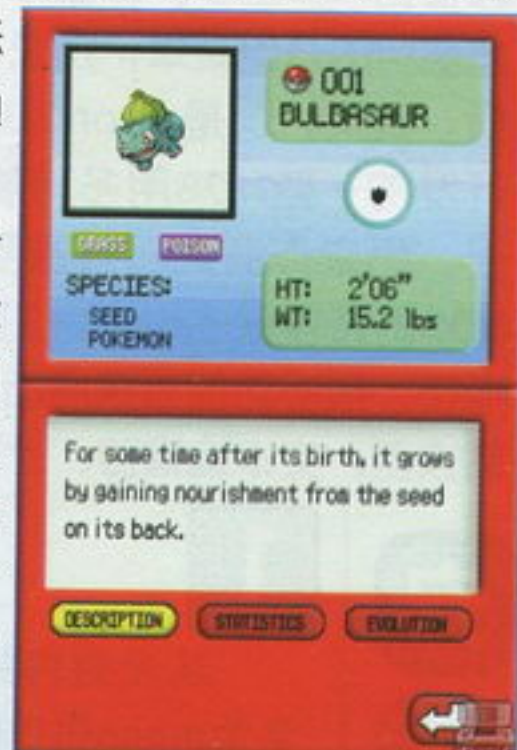 001
BULBASAUR
GRASS POISON
SPECIES:
SEED
POKEMON
HT: 2'06"
WT: 15.2 lbs
For some time after its birth, it grows
by gaining nourishment from the seed
on its back.
DESCRIPTION STATISTICS EVOLUTION